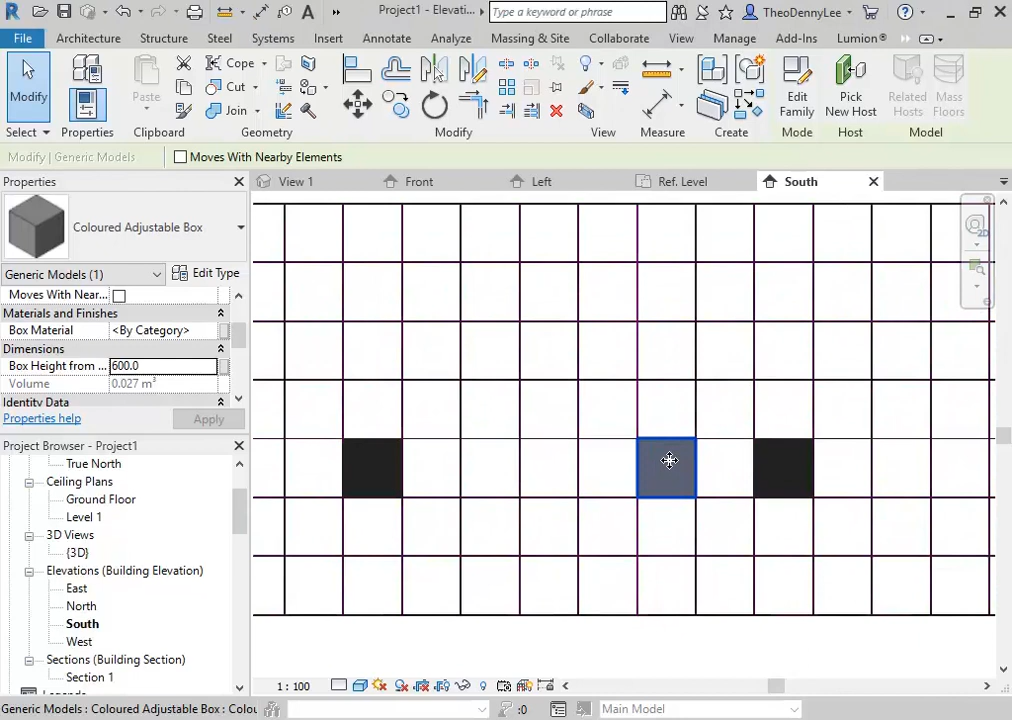 Project1 - Elevati...
Type a keyword or phrase
TheoDennyLee
File
Architecture
Structure
Steel
Systems
Insert
Annotate
Analyze
Massing & Site
Collaborate
View
Manage
Add-Ins
Lumion®
Modify
Paste
Cope
Cut
Join
Edit
Family
Pick
New Host
Related
Hosts
Mass
Floors
Select
Properties
Clipboard
Geometry
Modify
View
Measure
Create
Mode
Host
Model
Modify | Generic Models
Moves With Nearby Elements
Properties
View 1
Front
Left
Ref. Level
South
Coloured Adjustable Box
Generic Models (1)
Edit Type
Moves With Near...
Materials and Finishes
Box Material
<By Category>
Dimensions
Box Height from ...
600.0
Volume
0.027 m³
Identity Data
Properties help
Apply
Project Browser - Project1
True North
Ceiling Plans
Ground Floor
Level 1
3D Views
{3D}
Elevations (Building Elevation)
East
North
South
West
Sections (Building Section)
Section 1
1 : 100
Generic Models : Coloured Adjustable Box : Colou
:0
Main Model
2D